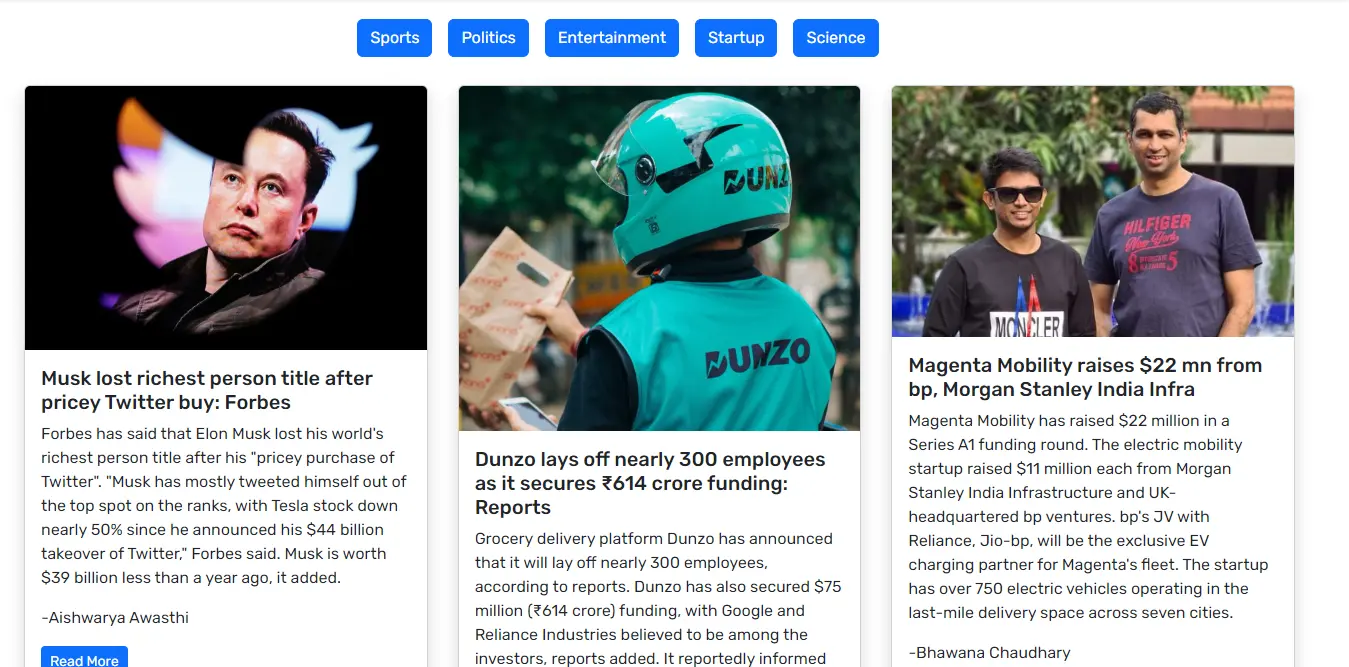 Sports
Politics
Entertainment
Startup
Science
DUNZO
DUNZO
HILFIGER
New York
MONCLER
Musk lost richest person title after
pricey Twitter buy: Forbes
Forbes has said that Elon Musk lost his world's
richest person title after his "pricey purchase of
Twitter". "Musk has mostly tweeted himself out of
the top spot on the ranks, with Tesla stock down
nearly 50% since he announced his $44 billion
takeover of Twitter," Forbes said. Musk is worth
$39 billion less than a year ago, it added.
-Aishwarya Awasthi
Read More
Dunzo lays off nearly 300 employees
as it secures ₹614 crore funding:
Reports
Grocery delivery platform Dunzo has announced
that it will lay off nearly 300 employees,
according to reports. Dunzo has also secured $75
million (₹614 crore) funding, with Google and
Reliance Industries believed to be among the
investors, reports added. It reportedly informed
Magenta Mobility raises $22 mn from
bp, Morgan Stanley India Infra
Magenta Mobility has raised $22 million in a
Series A1 funding round. The electric mobility
startup raised $11 million each from Morgan
Stanley India Infrastructure and UK-
headquartered bp ventures. bp's JV with
Reliance, Jio-bp, will be the exclusive EV
charging partner for Magenta's fleet. The startup
has over 750 electric vehicles operating in the
last-mile delivery space across seven cities.
-Bhawana Chaudhary